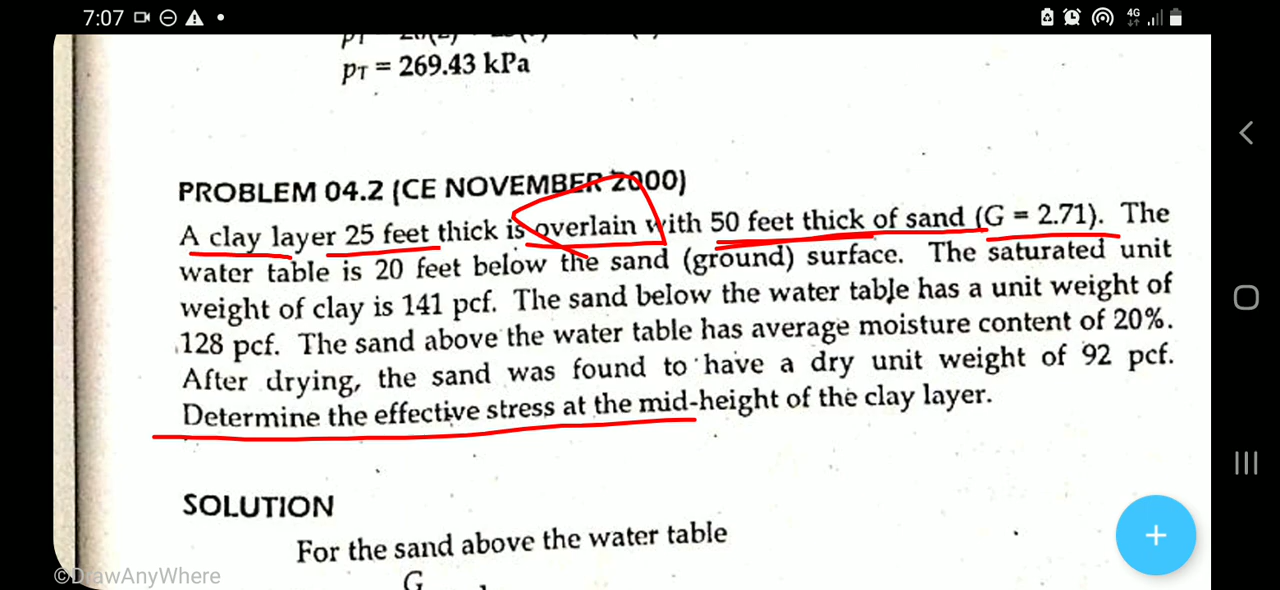 7:07
4G
pT = 269.43 kPa
PROBLEM 04.2 (CE NOVEMBER 2000)
A clay layer 25 feet thick is overlain with 50 feet thick of sand (G = 2.71). The
water table is 20 feet below the sand (ground) surface. The saturated unit
weight of clay is 141 pcf. The sand below the water table has a unit weight of
128 pcf. The sand above the water table has average moisture content of 20%.
After drying, the sand was found to have a dry unit weight of 92 pcf.
Determine the effective stress at the mid-height of the clay layer.
SOLUTION
For the sand above the water table
G
©DrawAnyWhere